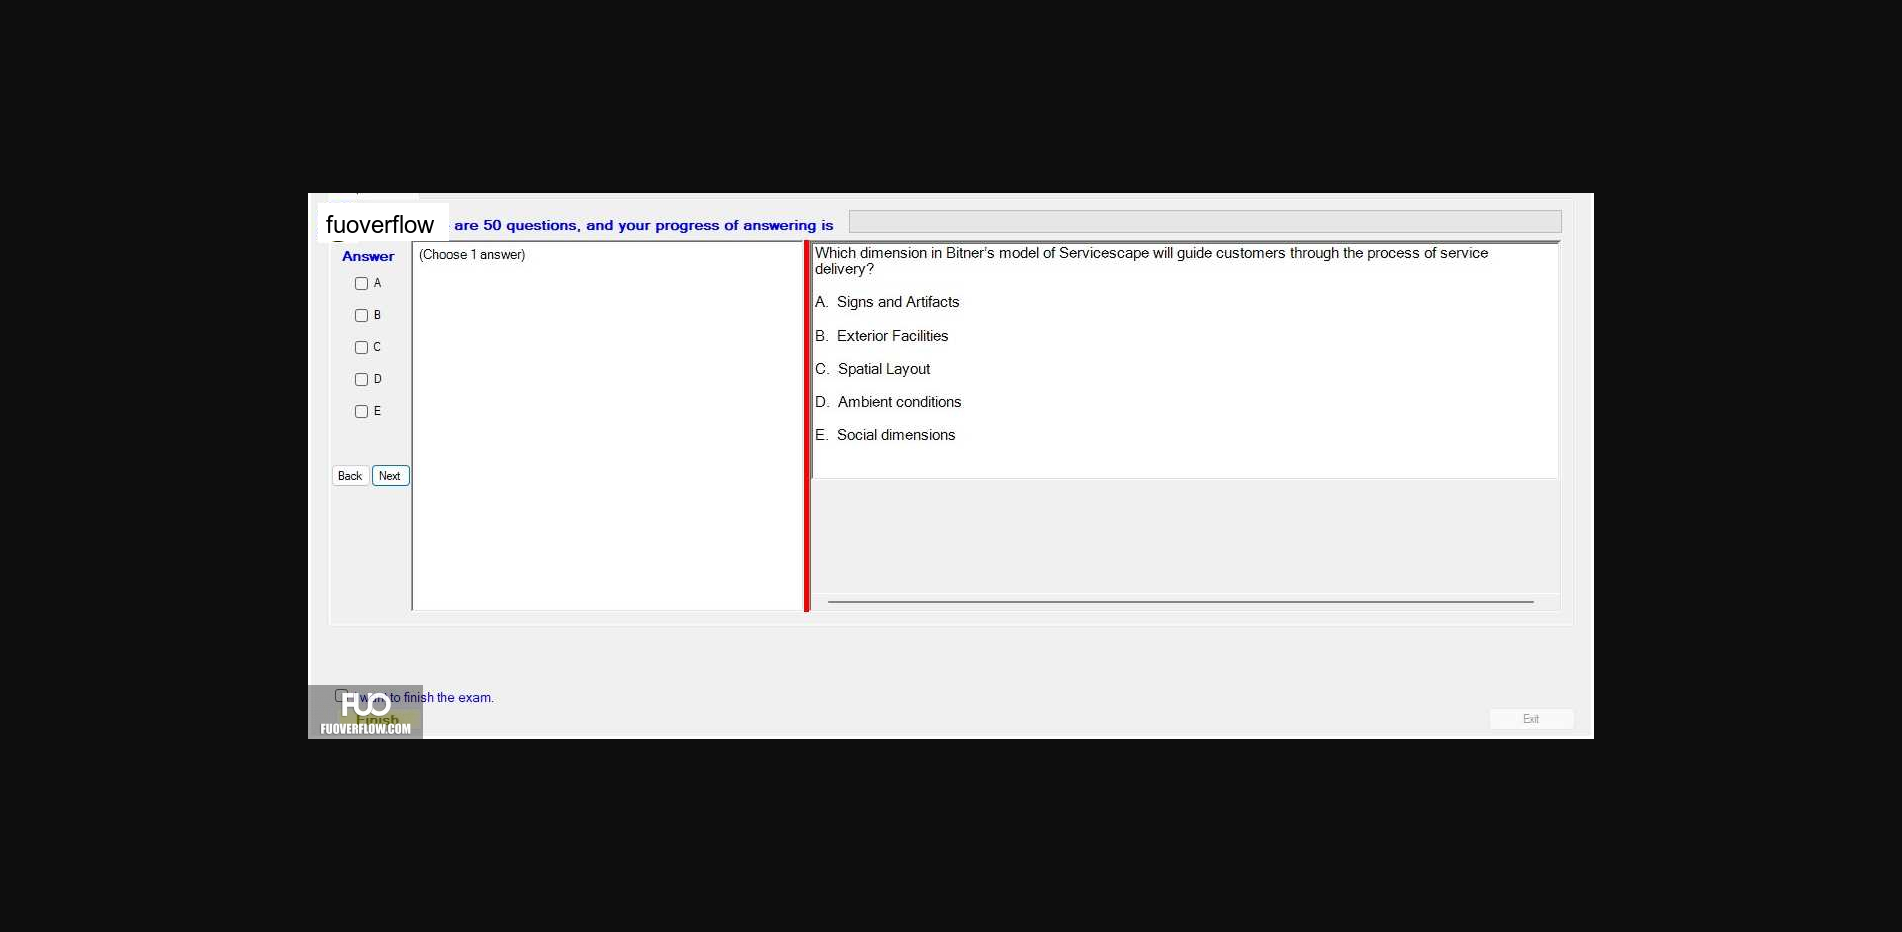 fuoverflow
are 50 questions, and your progress of answering is
Answer
(Choose 1 answer)
A
B
C
D
E
Back Next
Which dimension in Bitner's model of Servicescape will guide customers through the process of service
delivery?
A. Signs and Artifacts
B. Exterior Facilities
C. Spatial Layout
D. Ambient conditions
E. Social dimensions
I want to finish the exam.
FUO
Finish
FUOVERFLOW.COM
Exit